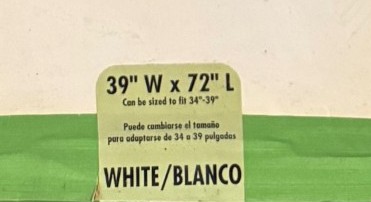 39" W x 72" L
Can be sized to fit 34"-39"
Puede cambiarse el tamaño
para adaptarse de 34 a 39 pulgadas
WHITE/BLANCO